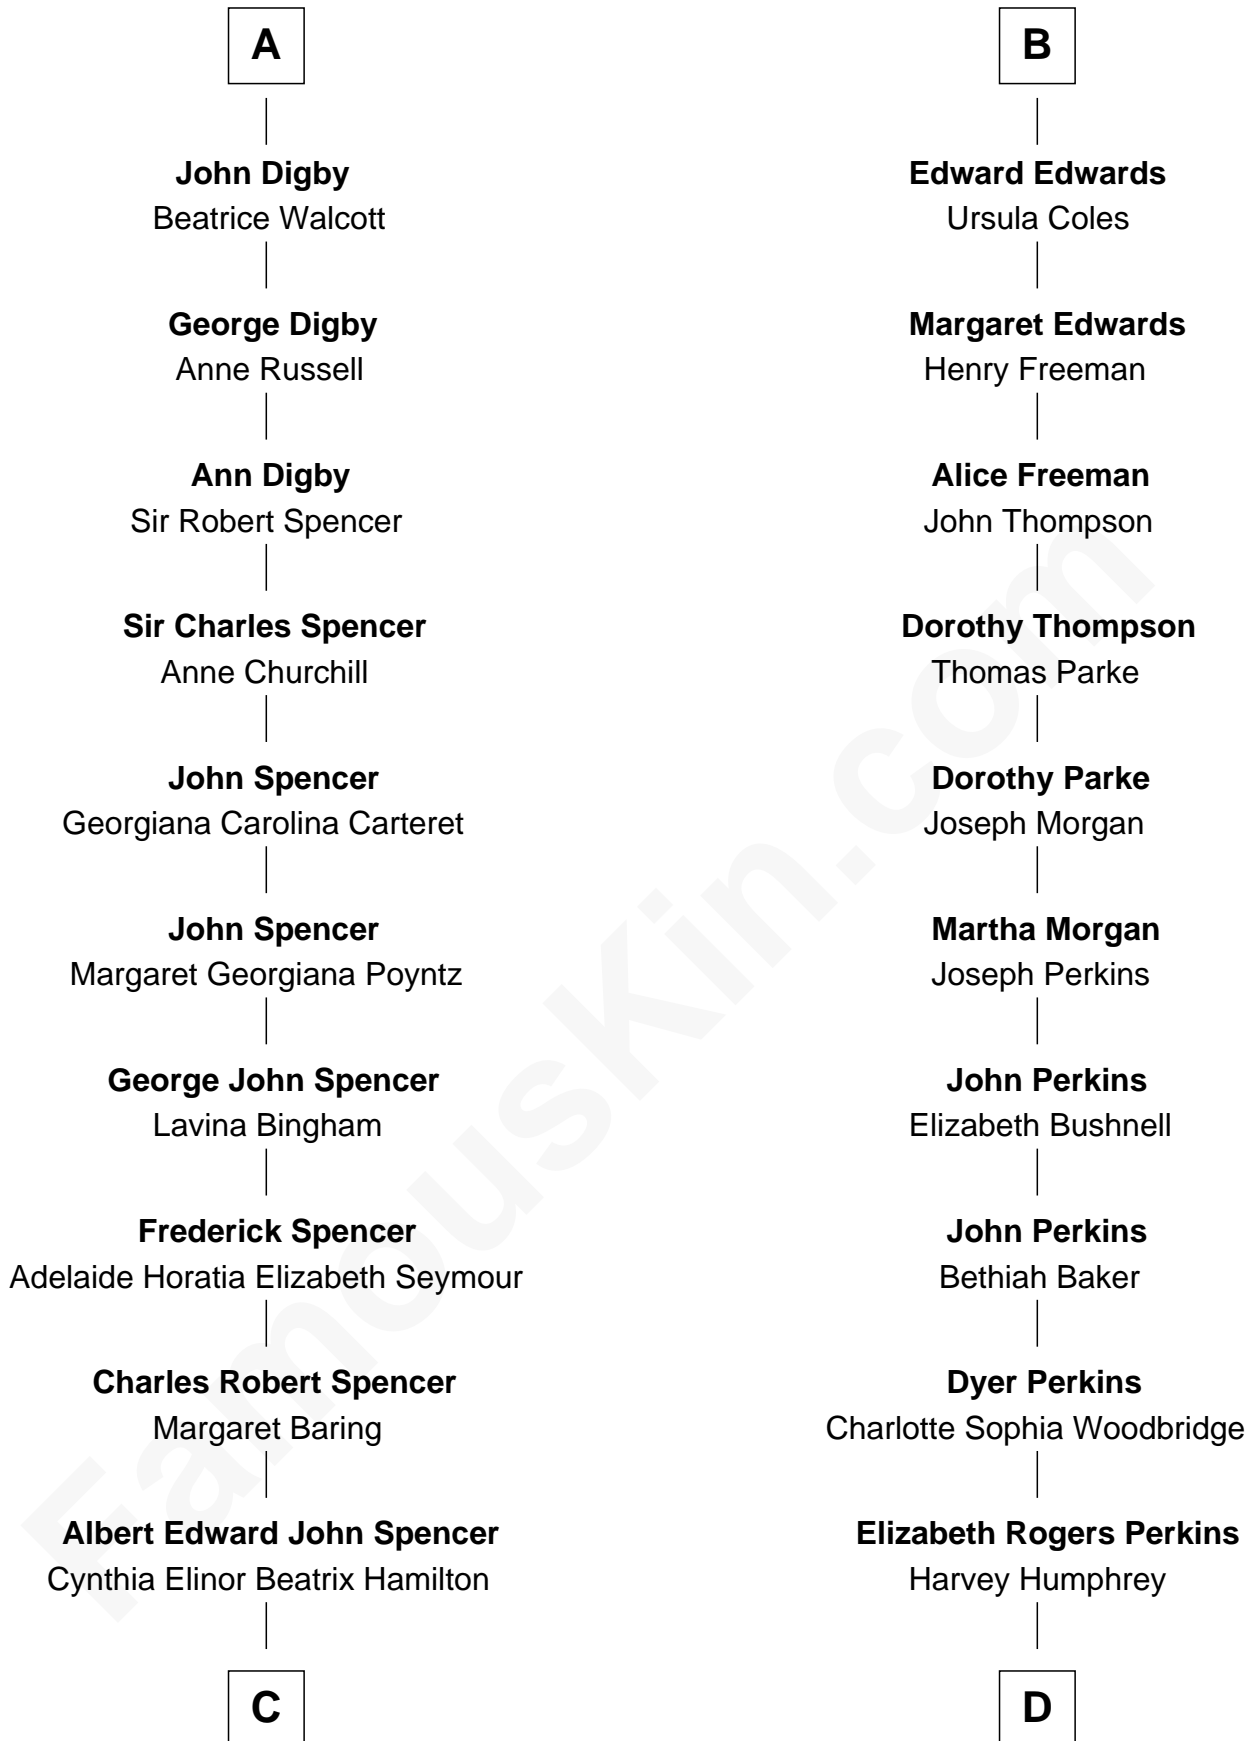 A
John Digby
Beatrice Walcott
George Digby
Anne Russell
Ann Digby
Sir Robert Spencer
Sir Charles Spencer
Anne Churchill
John Spencer
Georgiana Carolina Carteret
John Spencer
Margaret Georgiana Poyntz
George John Spencer
Lavina Bingham
Frederick Spencer
Adelaide Horatia Elizabeth Seymour
Charles Robert Spencer
Margaret Baring
Albert Edward John Spencer
Cynthia Elinor Beatrix Hamilton
C
B
Edward Edwards
Ursula Coles
Margaret Edwards
Henry Freeman
Alice Freeman
John Thompson
Dorothy Thompson
Thomas Parke
Dorothy Parke
Joseph Morgan
Martha Morgan
Joseph Perkins
John Perkins
Elizabeth Bushnell
John Perkins
Bethiah Baker
Dyer Perkins
Charlotte Sophia Woodbridge
Elizabeth Rogers Perkins
Harvey Humphrey
D
FamousKin.com